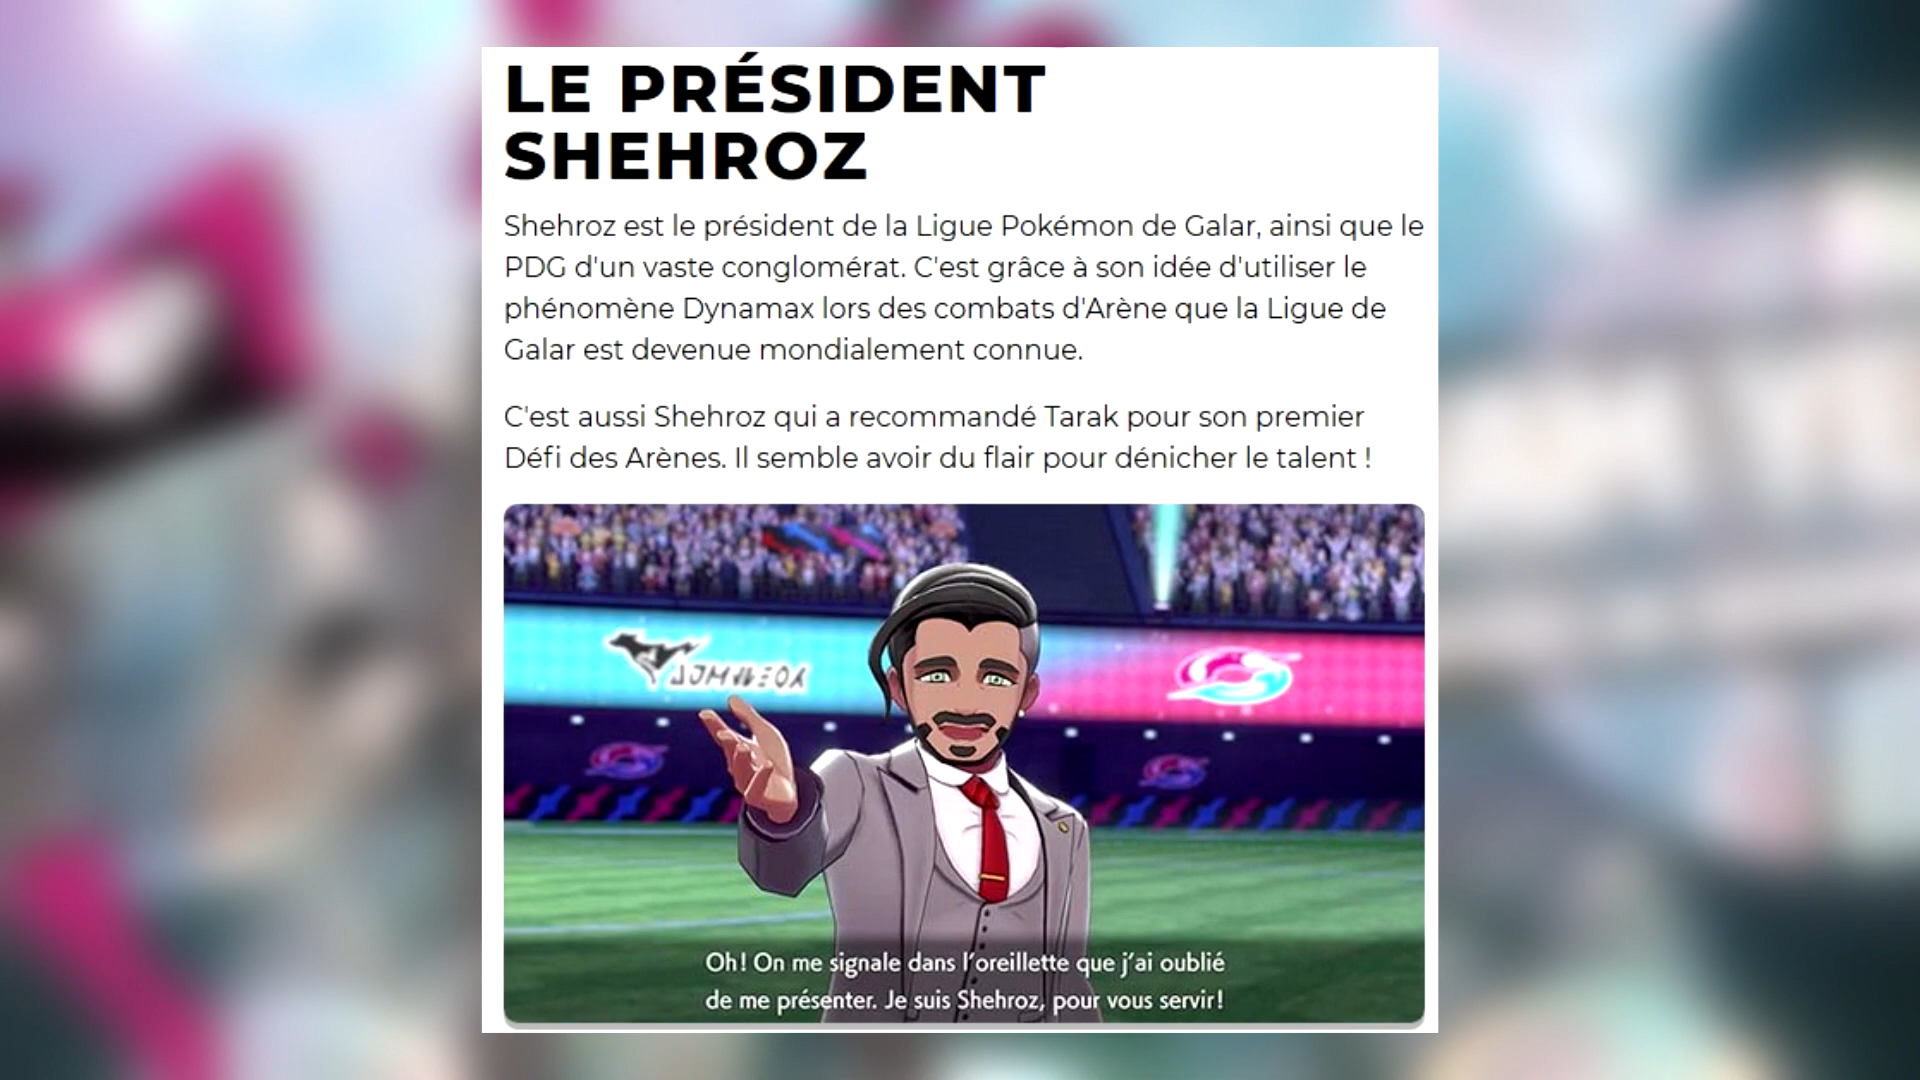 LE PRÉSIDENT
SHEHROZ
Shehroz est le président de la Ligue Pokémon de Galar, ainsi que le
PDG d'un vaste conglomérat. C'est grâce à son idée d'utiliser le
phénomène Dynamax lors des combats d'Arène que la Ligue de
Galar est devenue mondialement connue.
C'est aussi Shehroz qui a recommandé Tarak pour son premier
Défi des Arènes. Il semble avoir du flair pour dénicher le talent !
Oh! On me signale dans l'oreillette que j'ai oublié
de me présenter. Je suis Shehroz, pour vous servir!